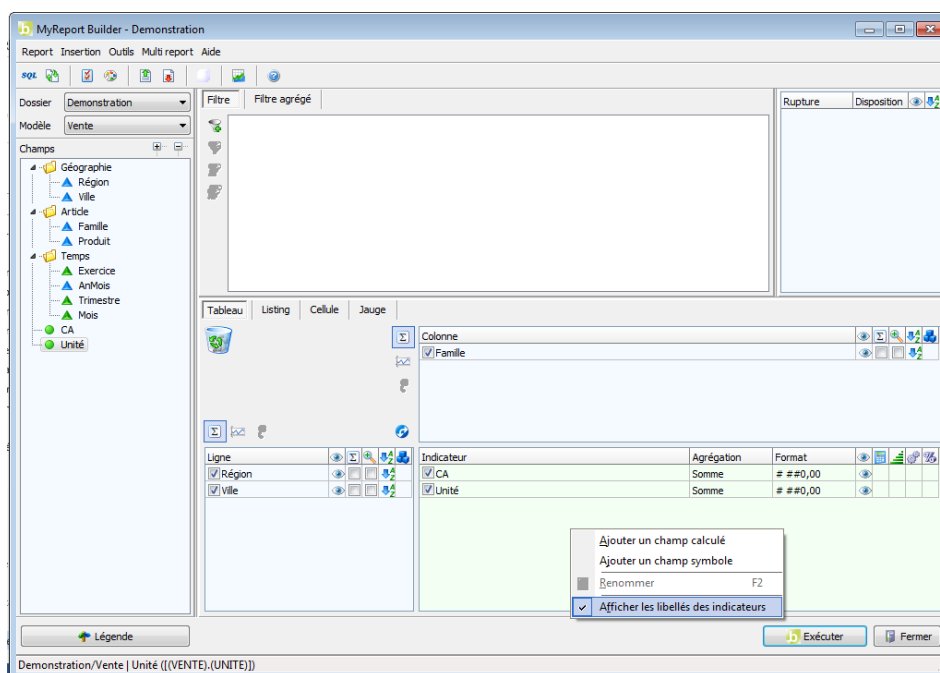 MyReport Builder - Demonstration
Report Insertion Outils Multi report Aide
SQL
Dossier Demonstration
Modèle Vente
Champs
Géographie
Région
Ville
Article
Famille
Produit
Temps
Exercice
AnMois
Trimestre
Mois
CA
Unité
Filtre Filtre agrégé
Rupture Disposition
Tableau Listing Cellule Jauge
Colonne
Famille
Ligne
Région
Ville
Indicateur Agrégation Format
CA Somme # ##0,00
Unité Somme # ##0,00
Ajouter un champ calculé
Ajouter un champ symbole
Renommer F2
Afficher les libellés des indicateurs
Légende Exécuter Fermer
Demonstration/Vente | Unité ([(VENTE).(UNITE)])